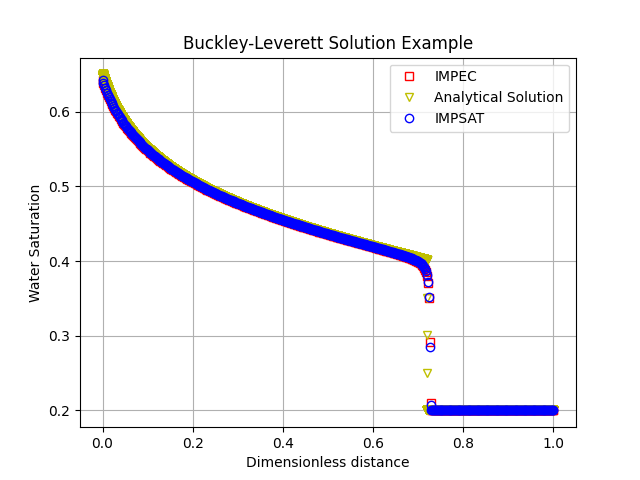 Buckley-Leverett Solution Example
IMPEC
Analytical Solution
IMPSAT
Water Saturation
0.6
0.5
0.4
0.3
0.2
0.0 0.2 0.4 0.6 0.8 1.0
Dimensionless distance